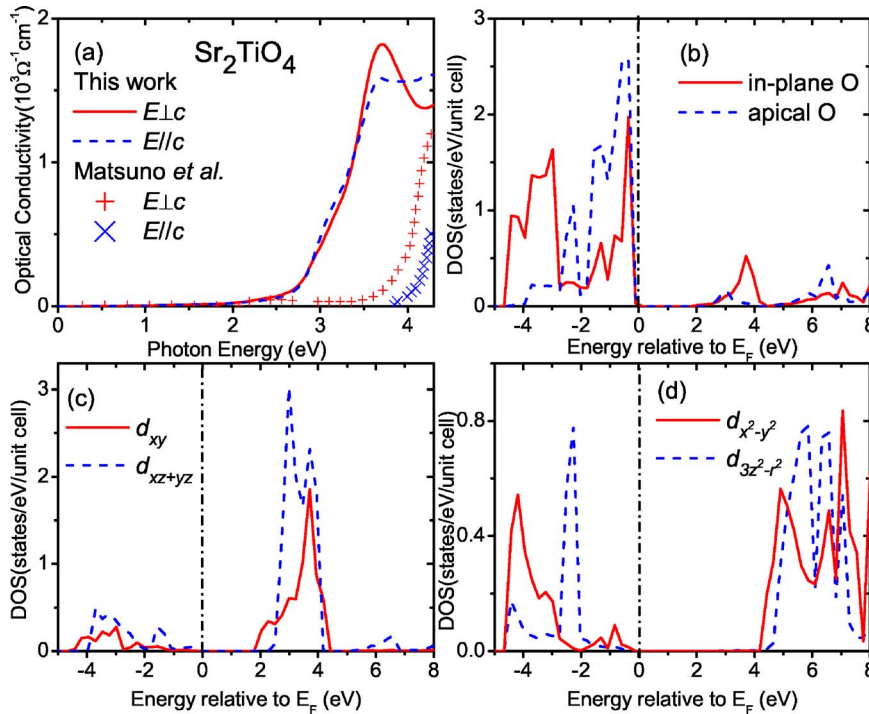 (a) Sr2TiO4
This work
E⊥c
E//c
Matsuno et al.
E⊥c
E//c
Optical Conductivity(10³Ω⁻¹cm⁻¹)
2
1
0
0 1 2 3 4
Photon Energy (eV)
(b)
in-plane O
apical O
DOS(states/eV/unit cell)
3
2
1
0
-4 -2 0 2 4 6 8
Energy relative to EF (eV)
(c)
dxy
dxz+yz
DOS(states/eV/unit cell)
3
2
1
0
-4 -2 0 2 4 6 8
Energy relative to EF (eV)
(d)
dx²-y²
d3z²-r²
DOS(states/eV/unit cell)
0.8
0.4
0.0
-4 -2 0 2 4 6 8
Energy relative to EF (eV)